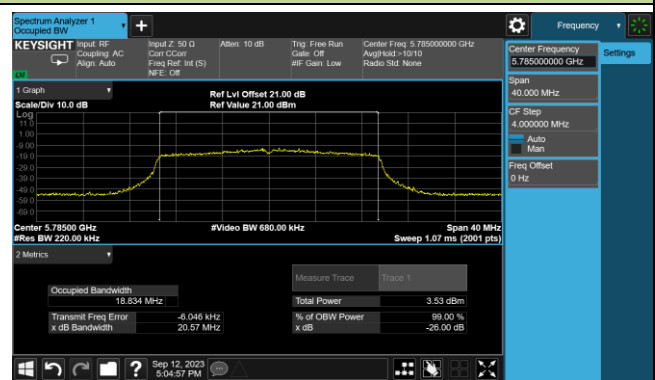 Spectrum Analyzer 1
Occupied BW
+
Frequency
KEYSIGHT
Input: RF
Coupling: AC
Align: Auto
Input Z: 50 Ω
Corr CCorr
Freq Ref: Int (S)
NFE: Off
Atten: 10 dB
Trig: Free Run
Gate: Off
#IF Gain: Low
Center Freq: 5.785000000 GHz
Avg|Hold:>10/10
Radio Std: None
LV
Center Frequency
5.785000000 GHz
Settings
Span
40.000 MHz
CF Step
4.000000 MHz
Auto
Man
Freq Offset
0 Hz
1 Graph
Scale/Div 10.0 dB
Ref Lvl Offset 21.00 dB
Ref Value 21.00 dBm
Log
11.0
1.00
-9.00
-19.0
-29.0
-39.0
-49.0
-59.0
-69.0
Center 5.78500 GHz
#Res BW 220.00 kHz
#Video BW 680.00 kHz
Span 40 MHz
Sweep 1.07 ms (2001 pts)
2 Metrics
Measure Trace Trace 1
Occupied Bandwidth
18.834 MHz
Total Power 3.53 dBm
Transmit Freq Error -6.046 kHz
x dB Bandwidth 20.57 MHz
% of OBW Power 99.00 %
x dB -26.00 dB
?
Sep 12, 2023
5:04:57 PM